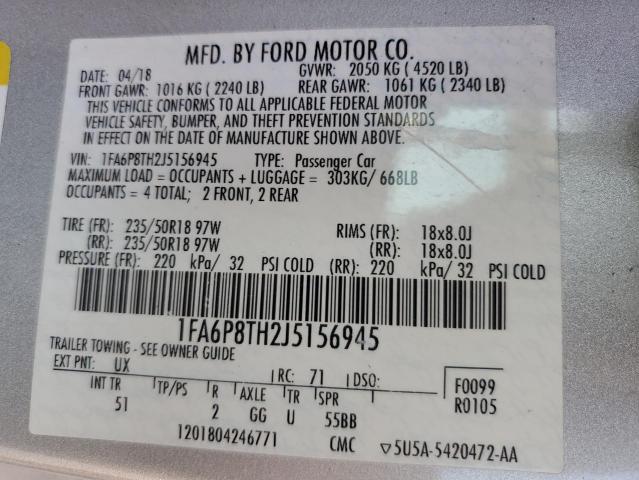 MFD. BY FORD MOTOR CO.
DATE: 04/18 GVWR: 2050 KG ( 4520 LB)
FRONT GAWR: 1016 KG ( 2240 LB) REAR GAWR: 1061 KG ( 2340 LB)
THIS VEHICLE CONFORMS TO ALL APPLICABLE FEDERAL MOTOR
VEHICLE SAFETY, BUMPER, AND THEFT PREVENTION STANDARDS
IN EFFECT ON THE DATE OF MANUFACTURE SHOWN ABOVE.
VIN: 1FA6P8TH2J5156945 TYPE: Passenger Car
MAXIMUM LOAD = OCCUPANTS + LUGGAGE = 303KG/ 668LB
OCCUPANTS = 4 TOTAL; 2 FRONT, 2 REAR
TIRE (FR): 235/50R18 97W RIMS (FR): 18x8.0J
(RR): 235/50R18 97W (RR): 18x8.0J
PRESSURE (FR): 220 kPa/ 32 PSI COLD (RR): 220 kPa/ 32 PSI COLD
1FA6P8TH2J5156945
TRAILER TOWING - SEE OWNER GUIDE
EXT PNT: UX RC: 71 DSO: F0099
INT TR TP/PS R AXLE TR SPR R0105
51 2 GG U 55BB
1201804246771 CMC ▽5U5A-5420472-AA